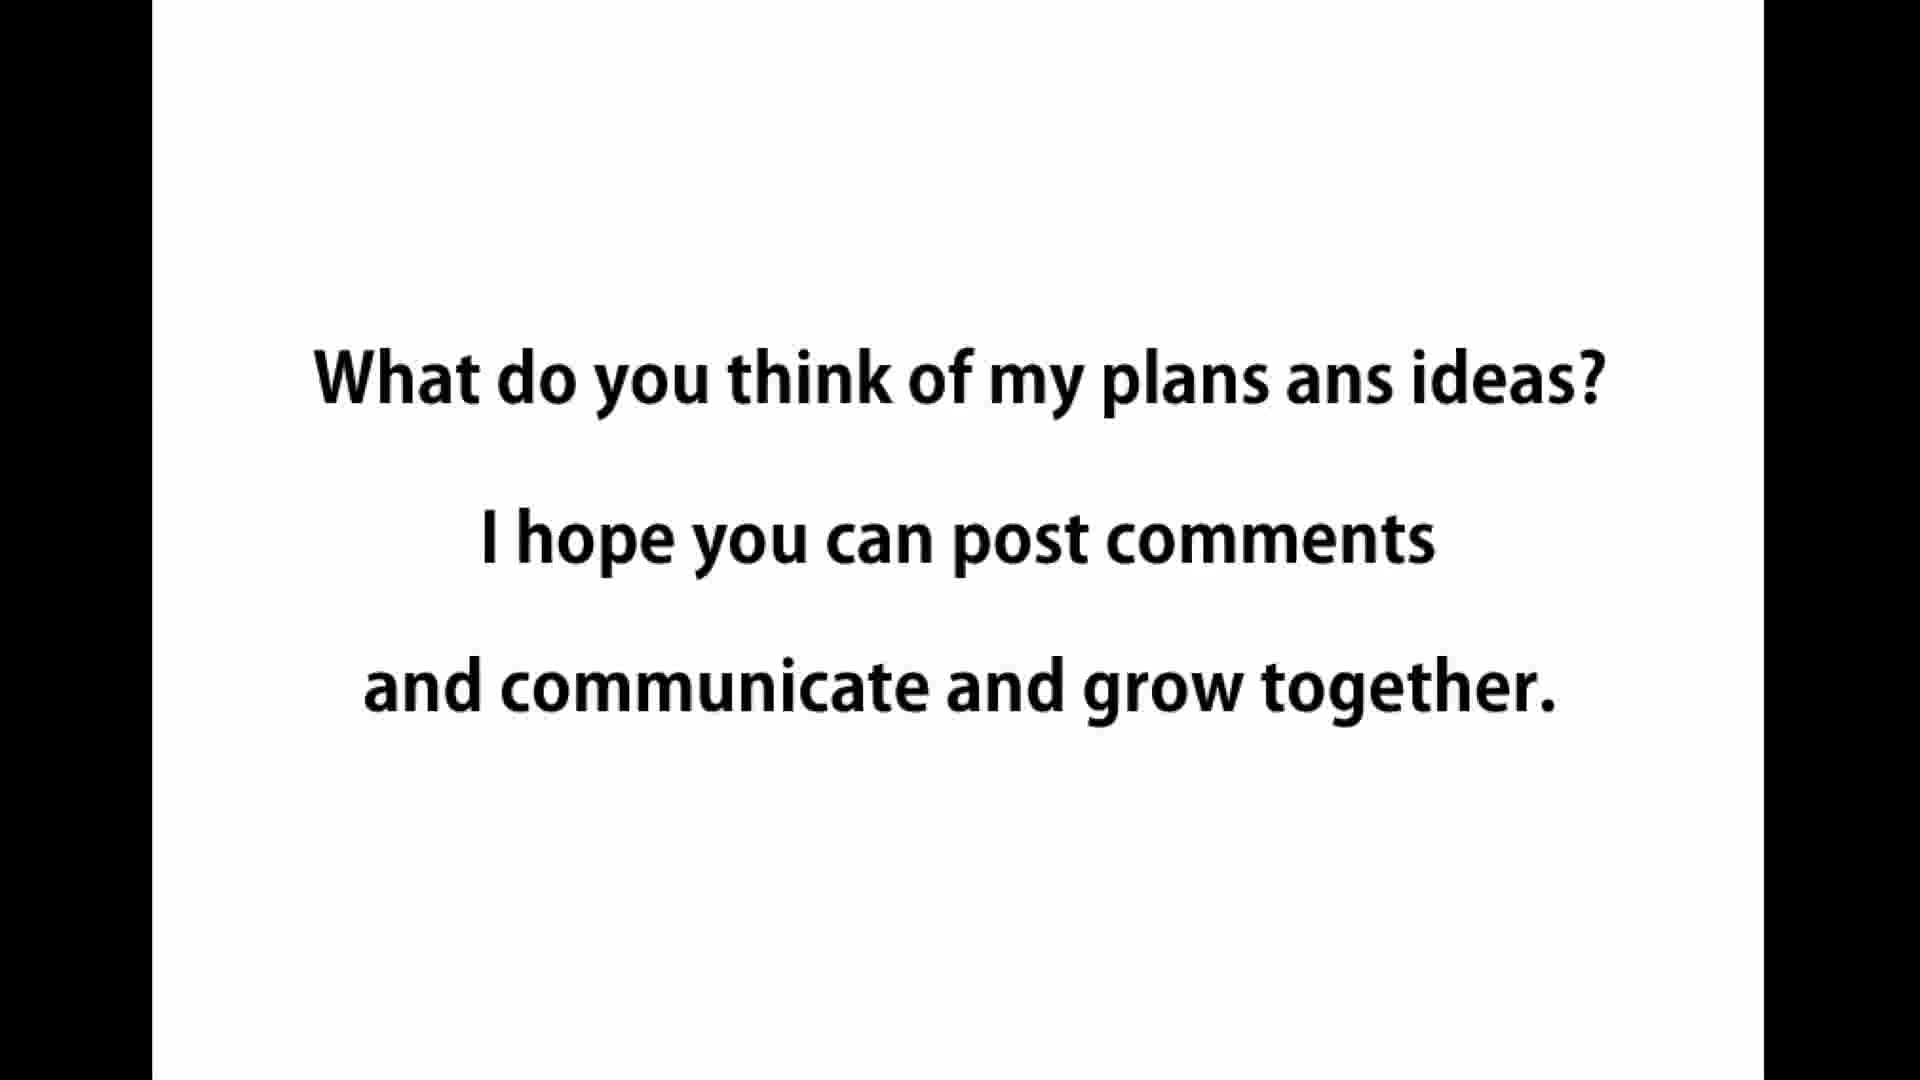 What do you think of my plans ans ideas?
I hope you can post comments
and communicate and grow together.